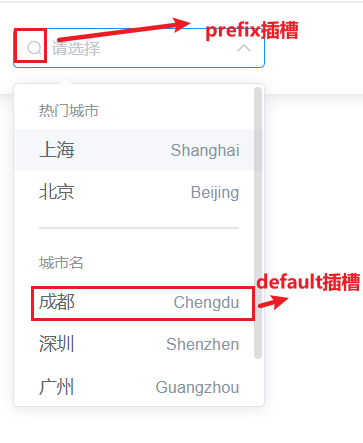 prefix插槽
请选择
热门城市
上海 Shanghai
北京 Beijing
城市名
default插槽
成都 Chengdu
深圳 Shenzhen
广州 Guangzhou